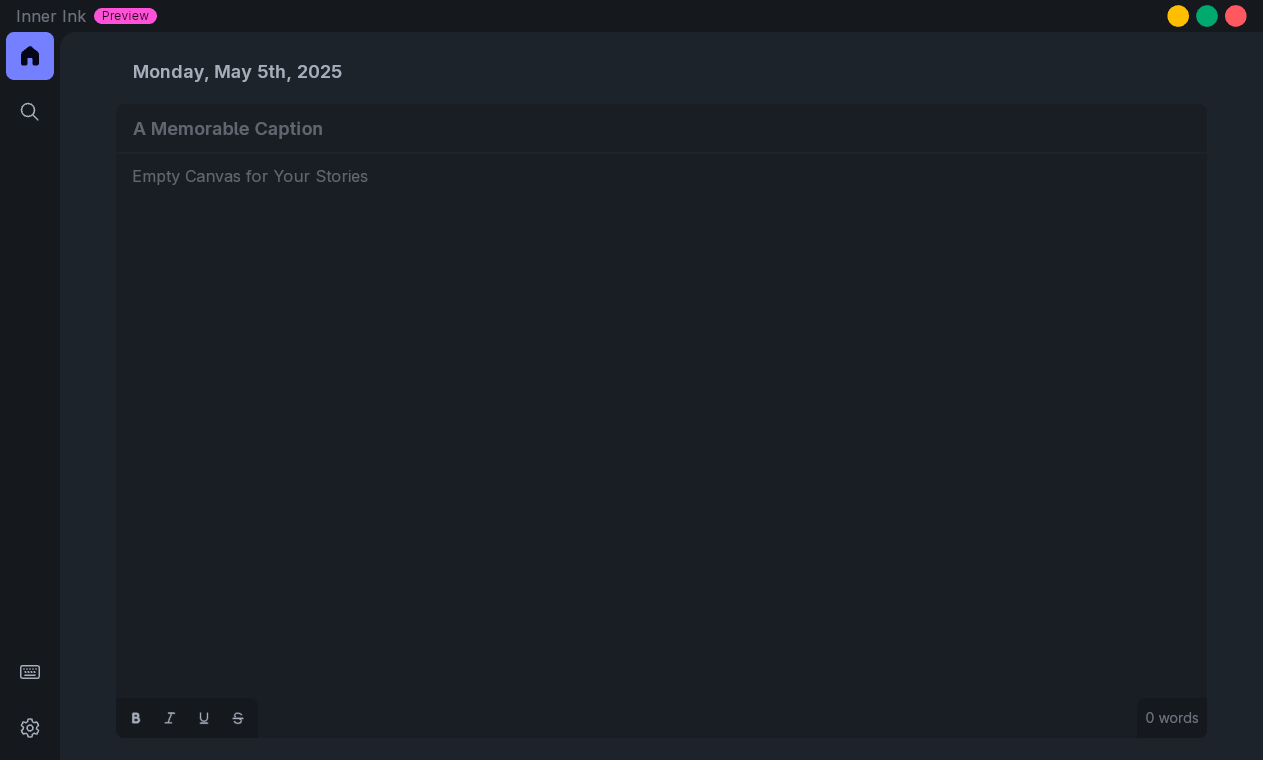 Inner Ink Preview
Monday, May 5th, 2025
A Memorable Caption
Empty Canvas for Your Stories
B I U S
0 words